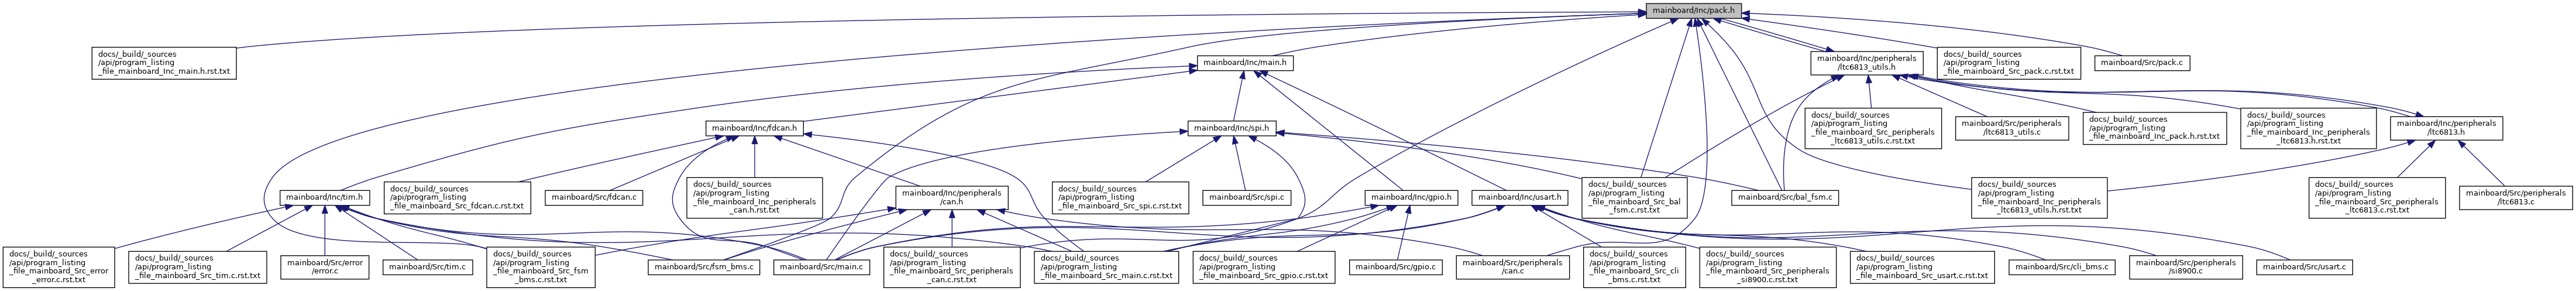 mainboard/Inc/pack.h
docs/_build/_sources
/api/program_listing
_file_mainboard_Inc_main.h.rst.txt
mainboard/Inc/main.h
mainboard/Inc/peripherals
/ltc6813_utils.h
docs/_build/_sources
/api/program_listing
_file_mainboard_Src_pack.c.rst.txt
mainboard/Src/pack.c
mainboard/Inc/fdcan.h
mainboard/Inc/spi.h
docs/_build/_sources
/api/program_listing
_file_mainboard_Src_peripherals
_ltc6813_utils.c.rst.txt
mainboard/Src/peripherals
/ltc6813_utils.c
docs/_build/_sources
/api/program_listing
_file_mainboard_Inc_pack.h.rst.txt
docs/_build/_sources
/api/program_listing
_file_mainboard_Inc_peripherals
_ltc6813.h.rst.txt
mainboard/Inc/peripherals
/ltc6813.h
mainboard/Inc/tim.h
docs/_build/_sources
/api/program_listing
_file_mainboard_Src_fdcan.c.rst.txt
mainboard/Src/fdcan.c
docs/_build/_sources
/api/program_listing
_file_mainboard_Inc_peripherals
_can.h.rst.txt
mainboard/Inc/peripherals
/can.h
docs/_build/_sources
/api/program_listing
_file_mainboard_Src_spi.c.rst.txt
mainboard/Src/spi.c
mainboard/Inc/gpio.h
mainboard/Inc/usart.h
docs/_build/_sources
/api/program_listing
_file_mainboard_Src_bal
_fsm.c.rst.txt
mainboard/Src/bal_fsm.c
docs/_build/_sources
/api/program_listing
_file_mainboard_Inc_peripherals
_ltc6813_utils.h.rst.txt
docs/_build/_sources
/api/program_listing
_file_mainboard_Src_peripherals
_ltc6813.c.rst.txt
mainboard/Src/peripherals
/ltc6813.c
docs/_build/_sources
/api/program_listing
_file_mainboard_Src_error
_error.c.rst.txt
docs/_build/_sources
/api/program_listing
_file_mainboard_Src_tim.c.rst.txt
mainboard/Src/error
/error.c
mainboard/Src/tim.c
docs/_build/_sources
/api/program_listing
_file_mainboard_Src_fsm
_bms.c.rst.txt
mainboard/Src/fsm_bms.c
mainboard/Src/main.c
docs/_build/_sources
/api/program_listing
_file_mainboard_Src_peripherals
_can.c.rst.txt
docs/_build/_sources
/api/program_listing
_file_mainboard_Src_main.c.rst.txt
docs/_build/_sources
/api/program_listing
_file_mainboard_Src_gpio.c.rst.txt
mainboard/Src/gpio.c
mainboard/Src/peripherals
/can.c
docs/_build/_sources
/api/program_listing
_file_mainboard_Src_cli
_bms.c.rst.txt
docs/_build/_sources
/api/program_listing
_file_mainboard_Src_peripherals
_si8900.c.rst.txt
docs/_build/_sources
/api/program_listing
_file_mainboard_Src_usart.c.rst.txt
mainboard/Src/cli_bms.c
mainboard/Src/peripherals
/si8900.c
mainboard/Src/usart.c